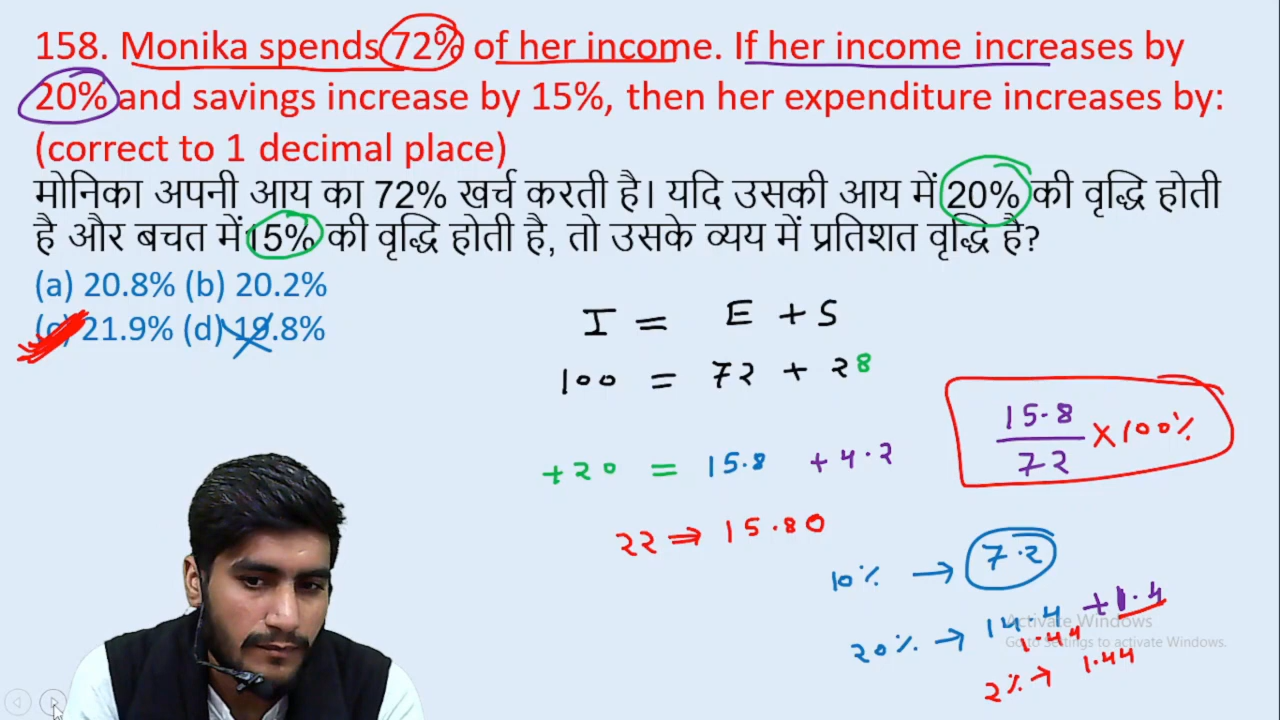 158. Monika spends 72% of her income. If her income increases by
20% and savings increase by 15%, then her expenditure increases by:
(correct to 1 decimal place)
मोनिका अपनी आय का 72% खर्च करती है। यदि उसकी आय में 20% की वृद्धि होती
है और बचत में 15% की वृद्धि होती है, तो उसके व्यय में प्रतिशत वृद्धि है?
(a) 20.8% (b) 20.2%
(c) 21.9% (d) 19.8%
I = E + S
100 = 72 + 28
+20 = 15.8 + 4.2
15.8
72
× 100%
22 ⇒ 15.80
10% → 7.2
20% → 14.4 + 1.4
1.44
2% → 1.44
Activate Windows
Go to Settings to activate Windows.